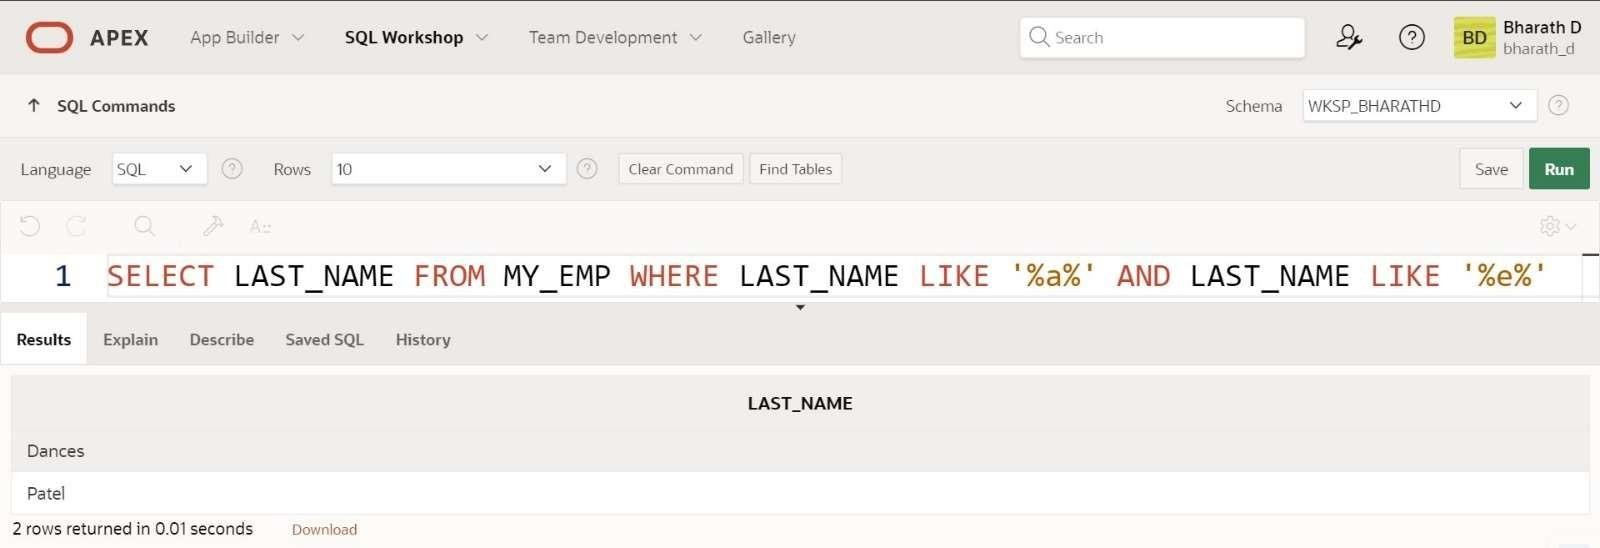 APEX App Builder SQL Workshop Team Development Gallery Search ? BD Bharath D
bharath_d
↑ SQL Commands Schema WKSP_BHARATHD ?
Language SQL ? Rows 10 ? Clear Command Find Tables Save Run
A::
1 SELECT LAST_NAME FROM MY_EMP WHERE LAST_NAME LIKE '%a%' AND LAST_NAME LIKE '%e%'
Results Explain Describe Saved SQL History
LAST_NAME
Dances
Patel
2 rows returned in 0.01 seconds Download